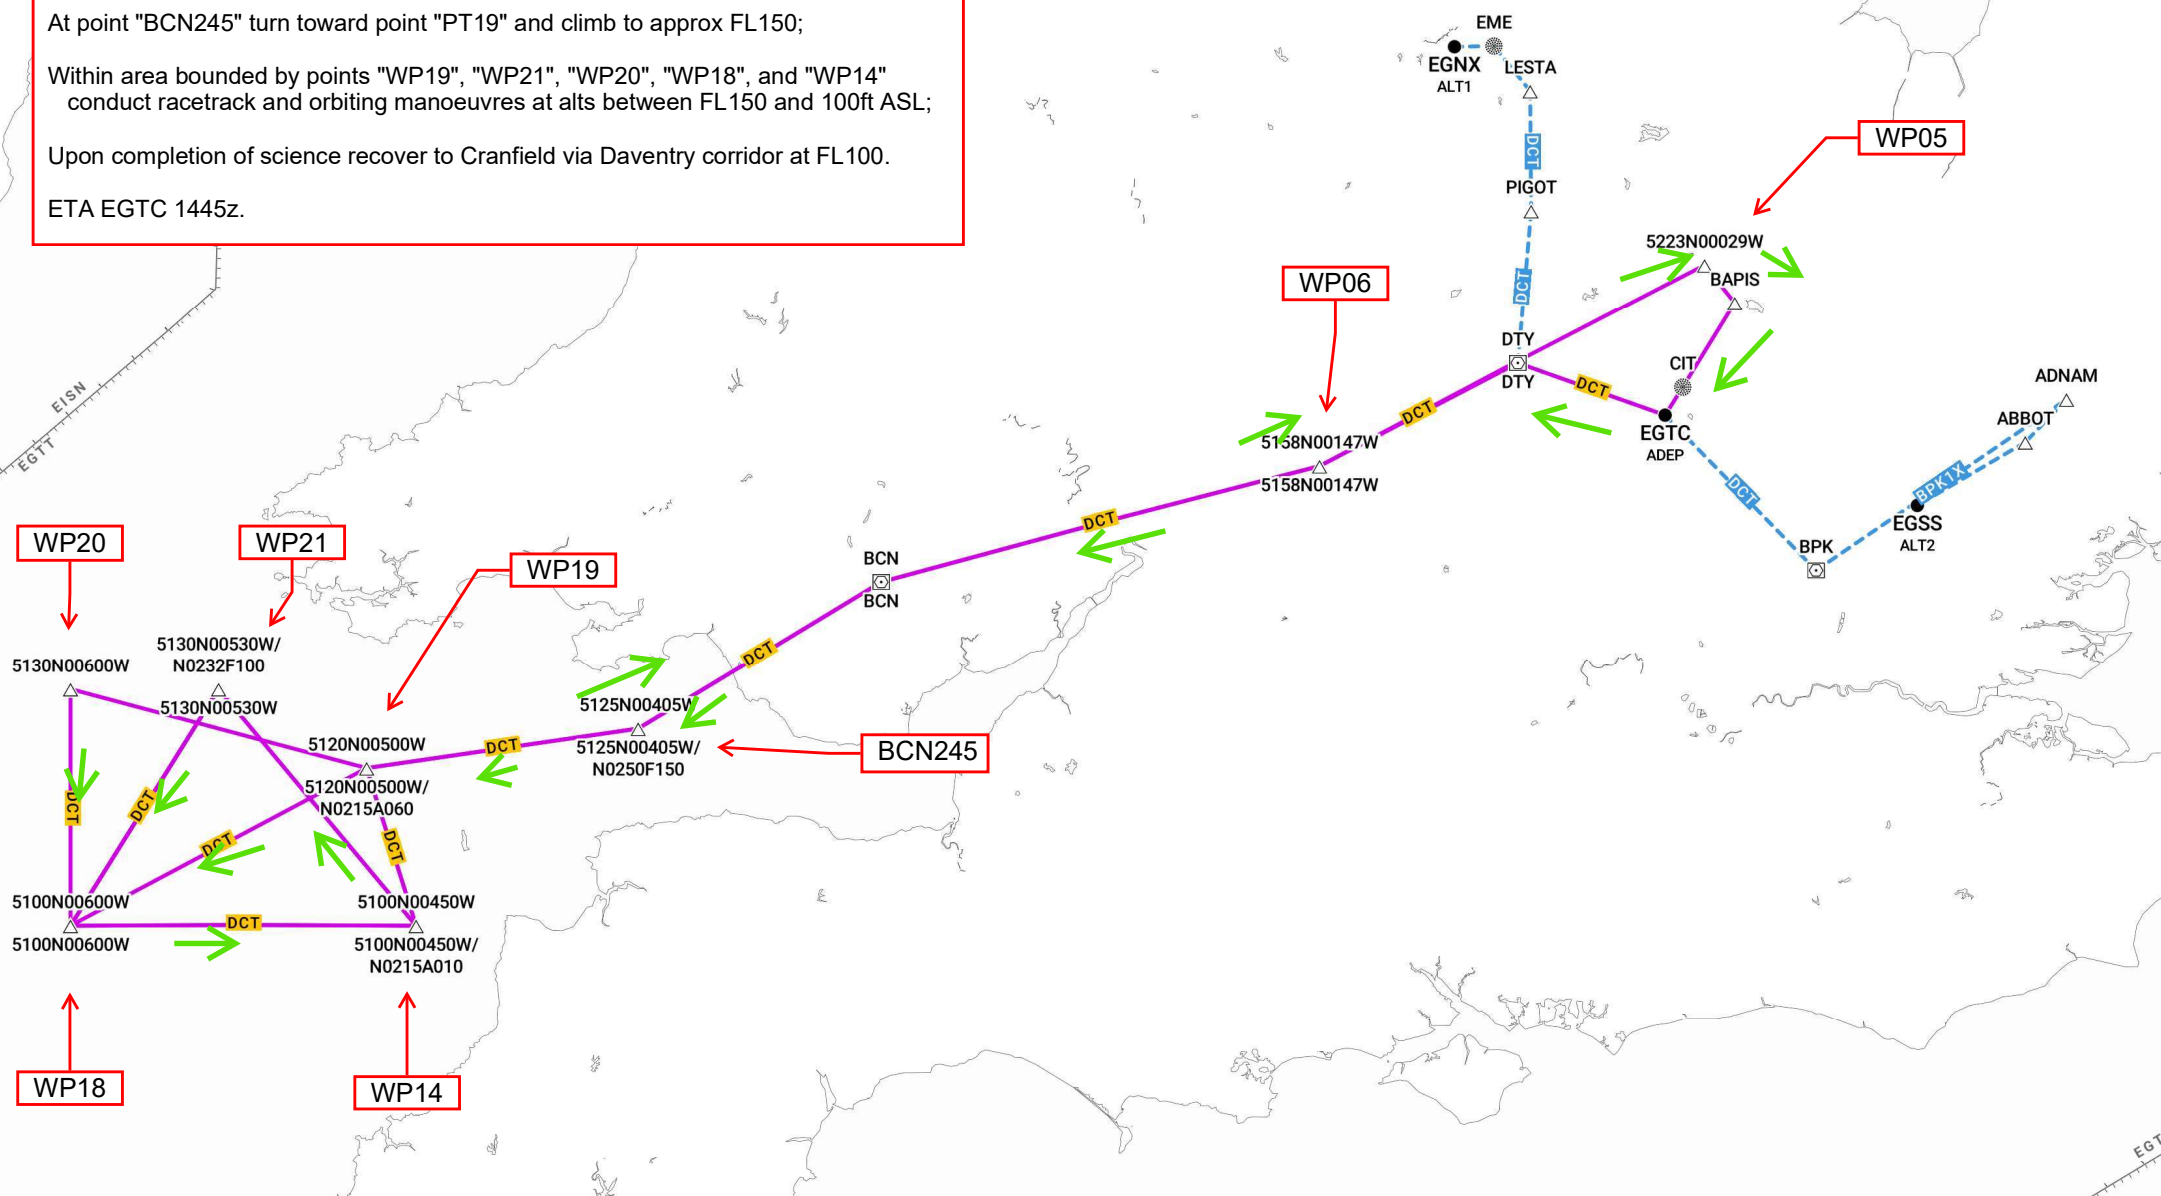 At point "BCN245" turn toward point "PT19" and climb to approx FL150;
Within area bounded by points "WP19", "WP21", "WP20", "WP18", and "WP14"
conduct racetrack and orbiting manoeuvres at alts between FL150 and 100ft ASL;
Upon completion of science recover to Cranfield via Daventry corridor at FL100.
ETA EGTC 1445z.
EME
EGNX
ALT1
LESTA
DCT
PIGOT
DCT
WP05
5223N00029W
BAPIS
WP06
DTY
DTY
CIT
DCT
DCT
EGTC
ADEP
ADNAM
ABBOT
BPK1X
EGSS
ALT2
DCT
BPK
EISN
EGTT
5158N00147W
5158N00147W
DCT
BCN
BCN
DCT
WP20
WP21
WP19
5130N00530W/
N0232F100
5130N00600W
5130N00530W
5125N00405W
5125N00405W/
N0250F150
BCN245
5120N00500W
DCT
5120N00500W/
N0215A060
DCT
DCT
DCT
DCT
5100N00600W
5100N00600W
DCT
5100N00450W
5100N00450W/
N0215A010
WP18
WP14
EGT